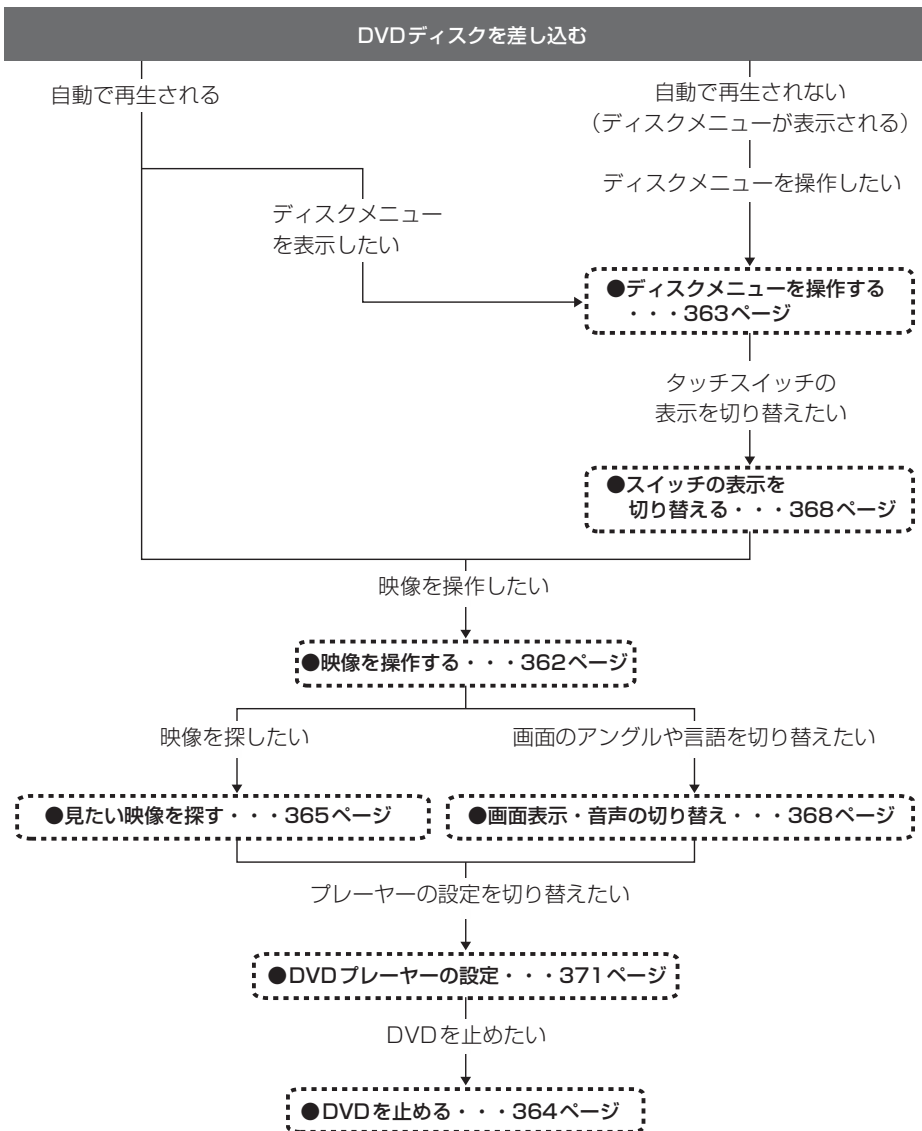 DVDディスクを差し込む
自動で再生される
自動で再生されない
（ディスクメニューが表示される）
ディスクメニューを操作したい
ディスクメニュー
を表示したい
●ディスクメニューを操作する
・・・363ページ
タッチスイッチの
表示を切り替えたい
●スイッチの表示を
切り替える・・・368ページ
映像を操作したい
●映像を操作する・・・362ページ
映像を探したい
画面のアングルや言語を切り替えたい
●見たい映像を探す・・・365ページ
●画面表示・音声の切り替え・・・368ページ
プレーヤーの設定を切り替えたい
●DVDプレーヤーの設定・・・371ページ
DVDを止めたい
●DVDを止める・・・364ページ